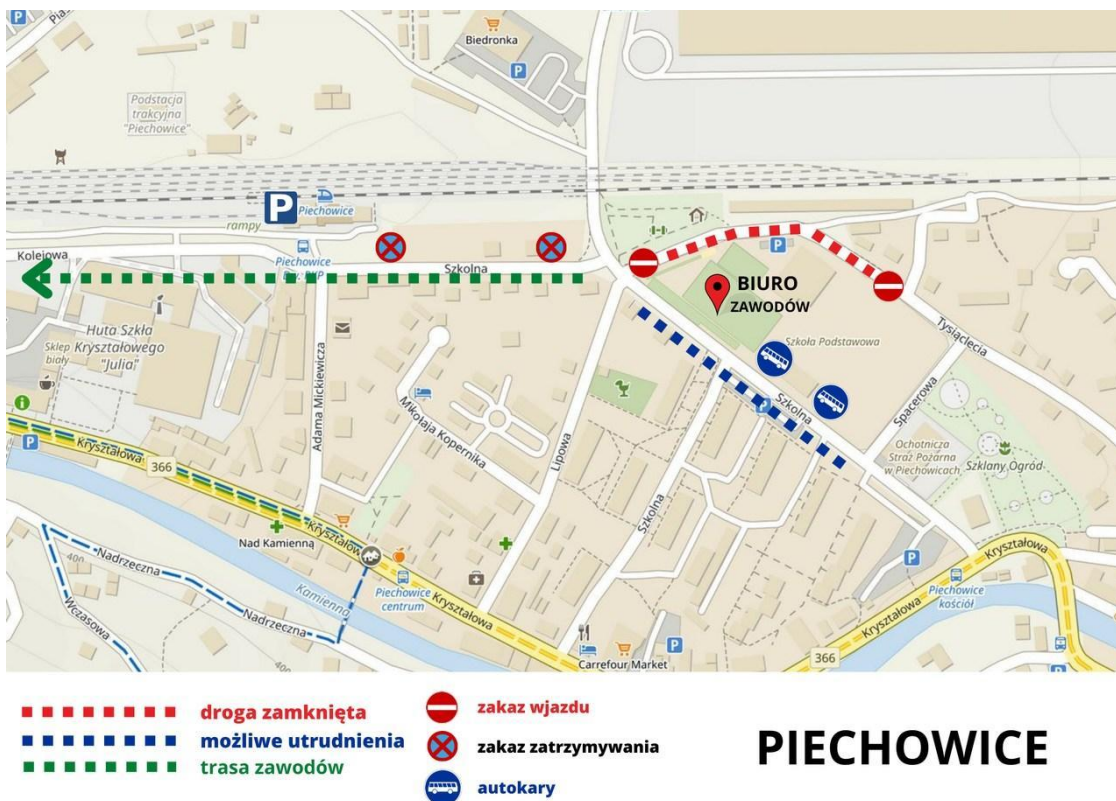 Biedronka
P
Podstacja
trakcyjna
"Piechowice"
P
Piechowice
rampy
Kolejowa
Piechowice
Szkolna
P
BIURO
ZAWODÓW
Szkoła Podstawowa
Tysiąclecia
Huta Szkła
Kryształowego
"Julia"
Sklep
biały
Adama Mickiewicza
Mikołaja Kopernika
Lipowa
Szkolna
Szkolna
Spacerowa
Ochotnicza
Straż Pożarna
w Piechowicach
Szklany Ogród
P
Kryształowa
366
Nad Kamienną
Kryształowa
Piechowice
centrum
Kryształowa
Kamienna
Nadrzeczna
Nadrzeczna
Wczasowa
400
400
Carrefour Market
P
P
Kryształowa
Kryształowa
Piechowice
kościół
366
droga zamknięta
możliwe utrudnienia
trasa zawodów
zakaz wjazdu
zakaz zatrzymywania
autokary
PIECHOWICE